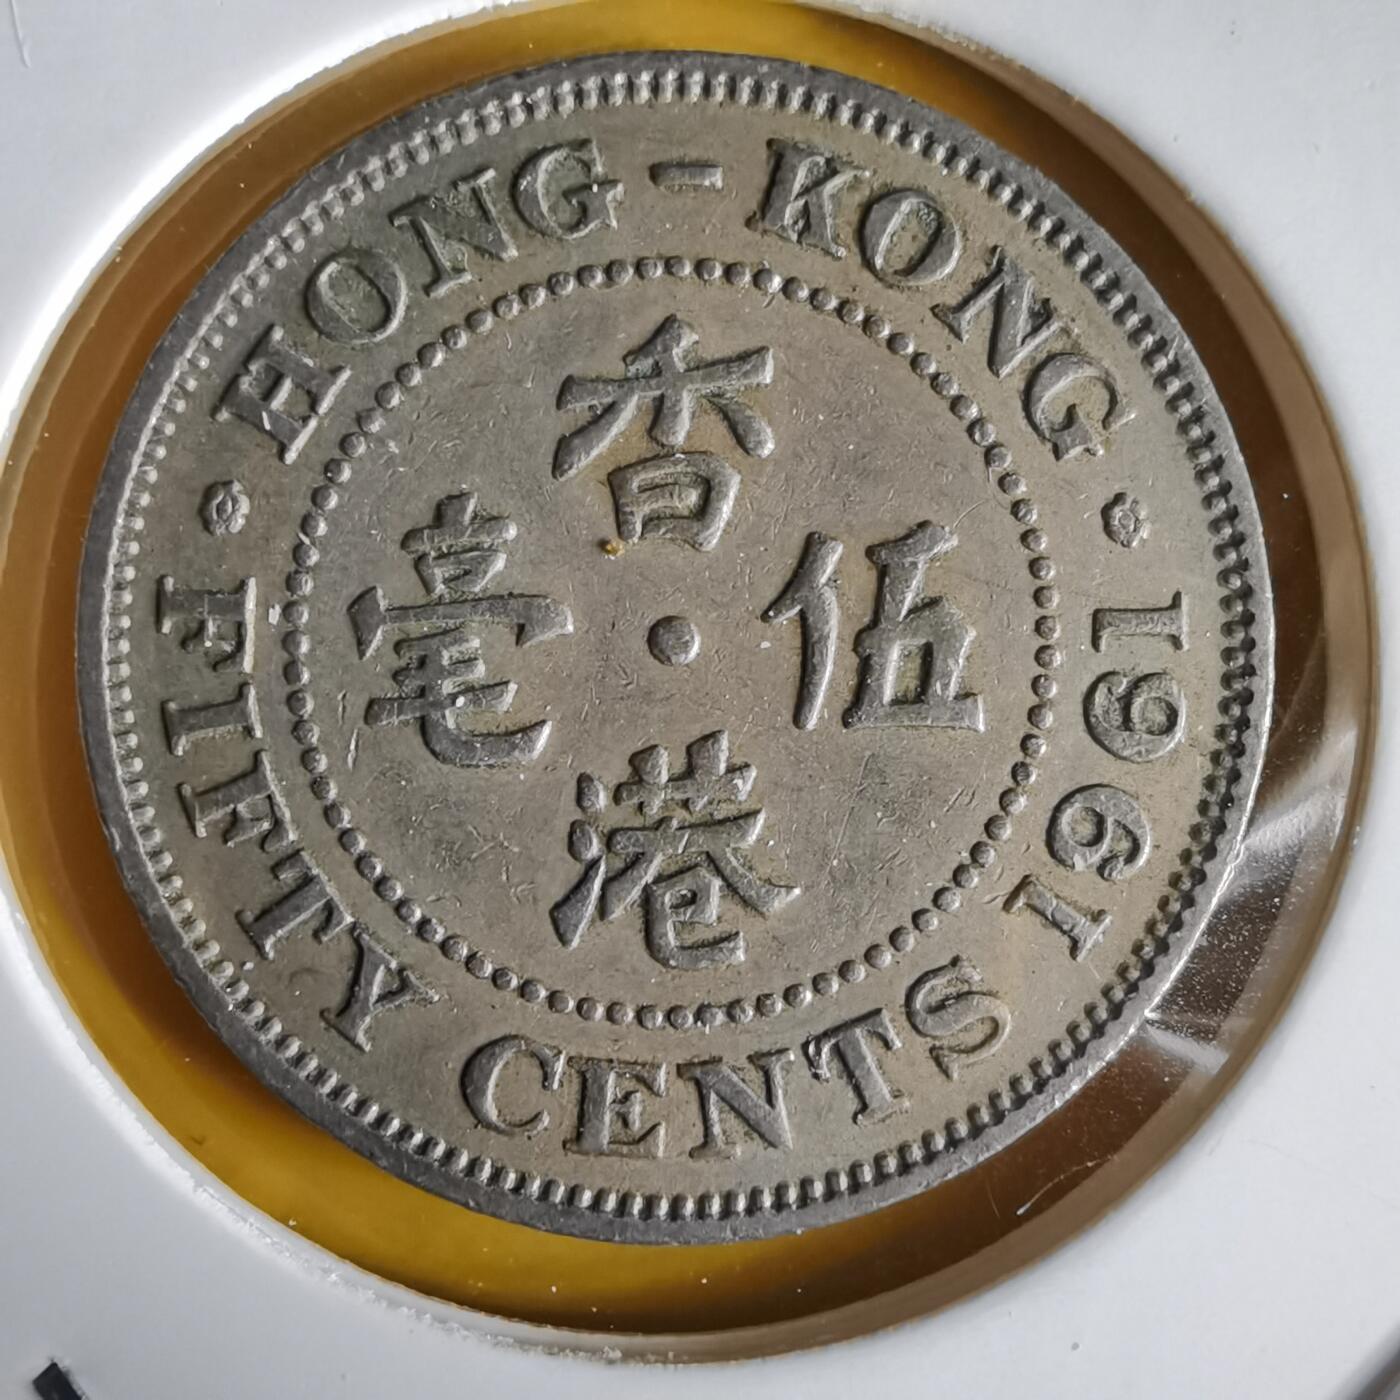 HONG-KONG
1961
FIFTY CENTS
香港
伍毫